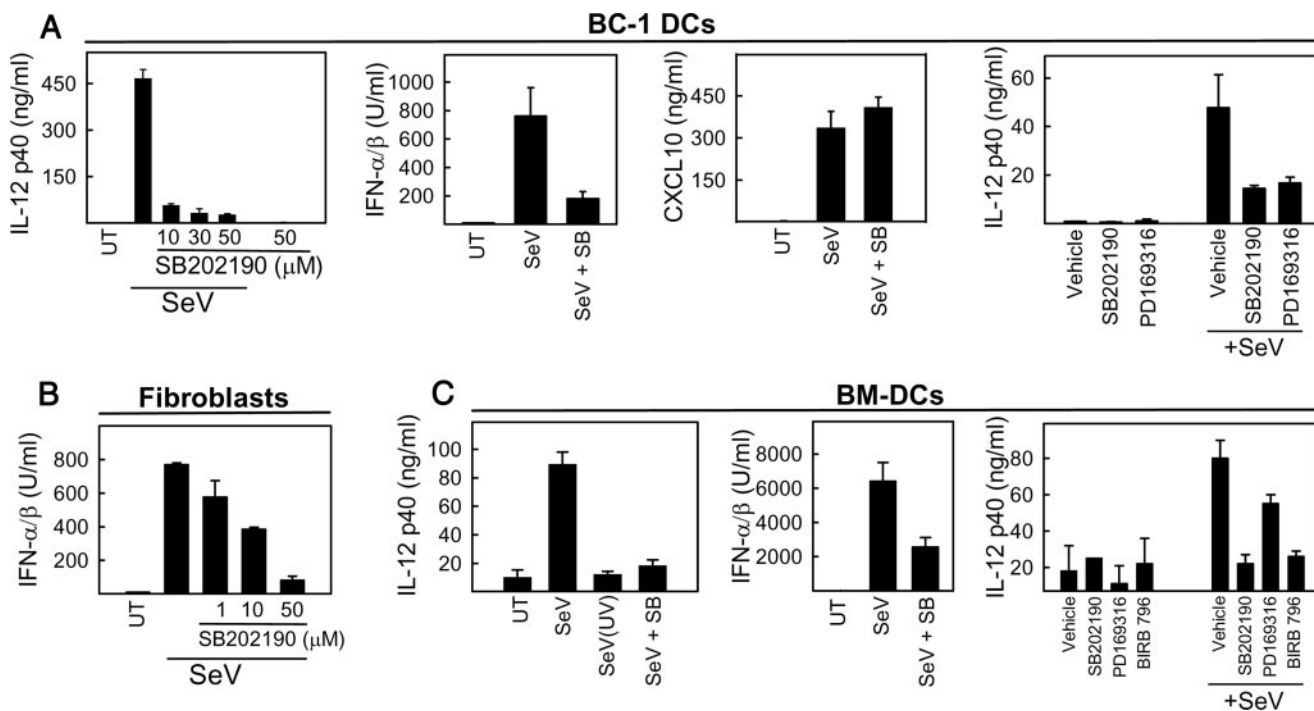 A
BC-1 DCs
IL-12 p40 (ng/ml)
450
300
150
UT
10 30 50 50
SB202190 (μM)
SeV
IFN-α/β (U/ml)
1000
800
600
400
200
UT
SeV
SeV + SB
CXCL10 (ng/ml)
450
300
150
UT
SeV
SeV + SB
IL-12 p40 (ng/ml)
60
40
20
Vehicle
SB202190
PD169316
Vehicle
SB202190
PD169316
+SeV
B
Fibroblasts
IFN-α/β (U/ml)
800
600
400
200
UT
1 10 50
SB202190 (μM)
SeV
C
BM-DCs
IL-12 p40 (ng/ml)
100
80
60
40
20
UT
SeV
SeV(UV)
SeV + SB
IFN-α/β (U/ml)
8000
6000
4000
2000
UT
SeV
SeV + SB
IL-12 p40 (ng/ml)
80
60
40
20
Vehicle
SB202190
PD169316
BIRB 796
Vehicle
SB202190
PD169316
BIRB 796
+SeV